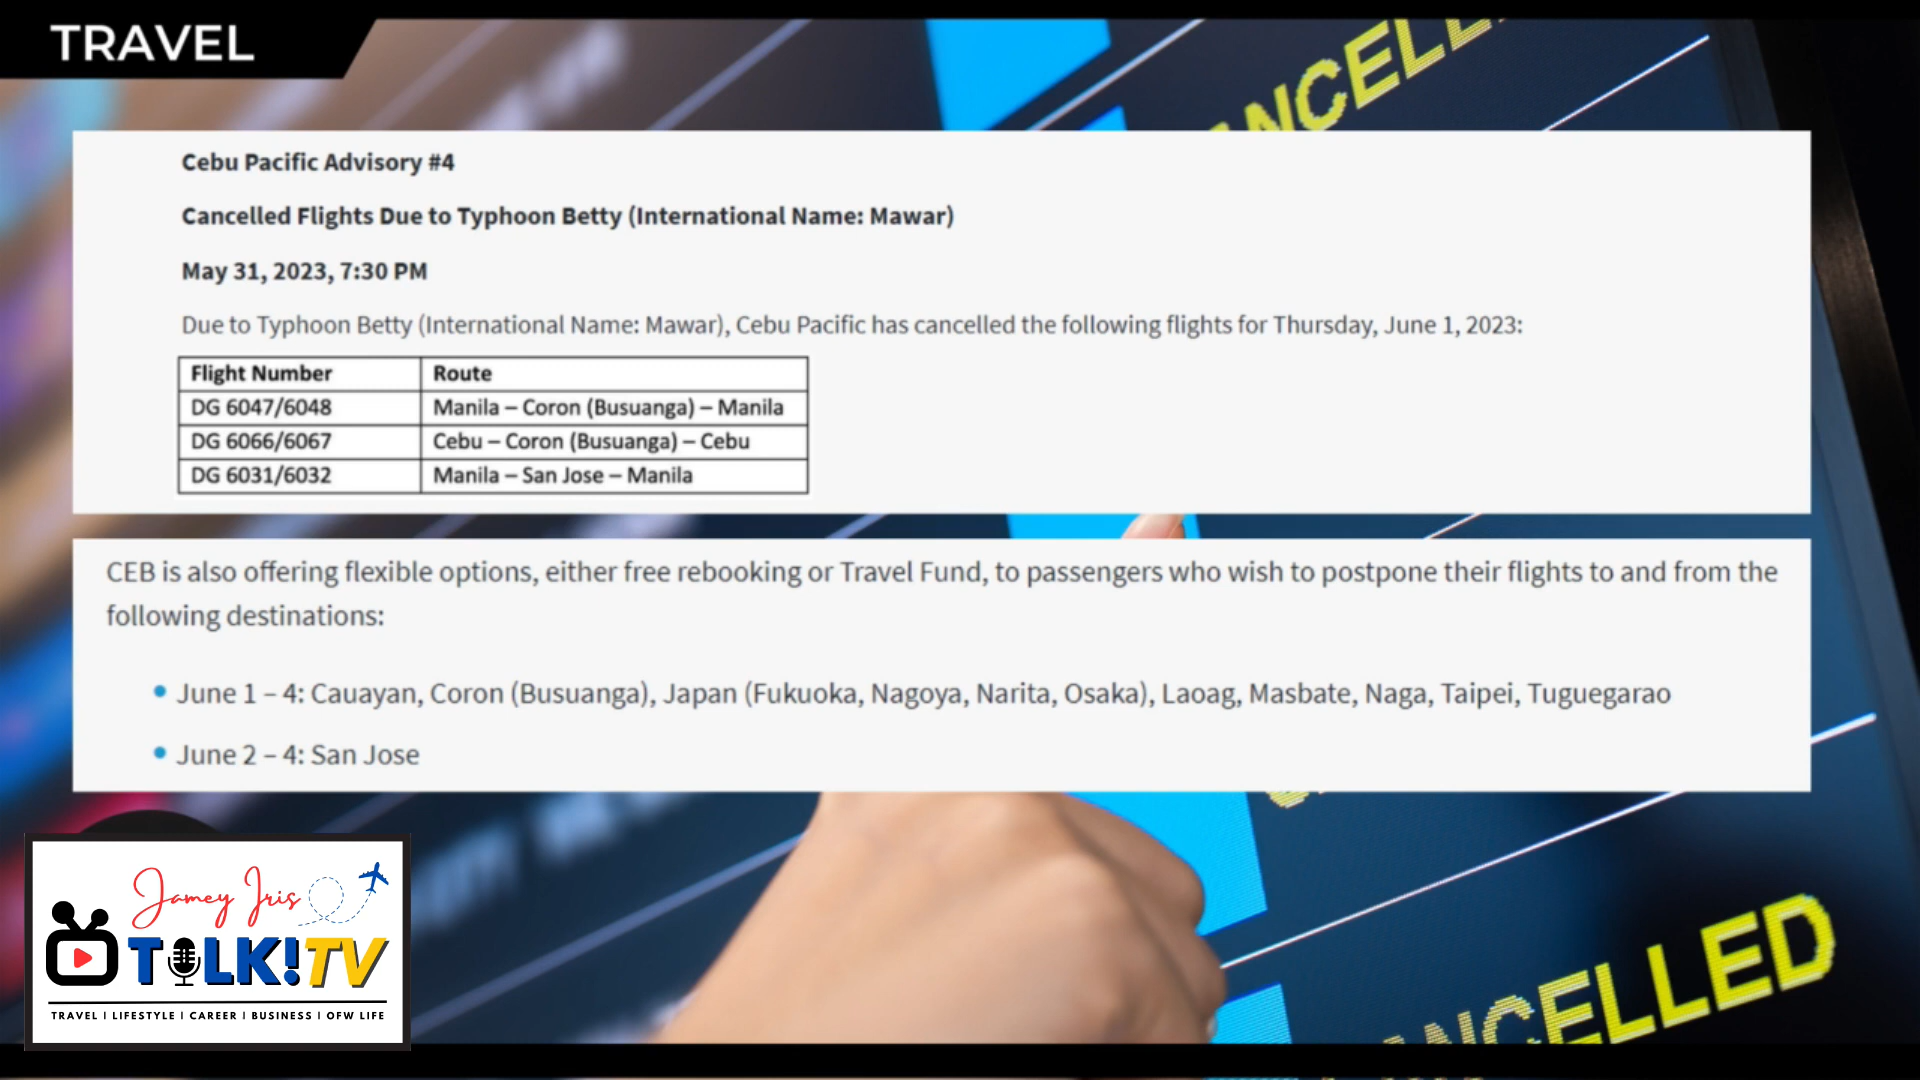 TRAVEL
NCELL
Cebu Pacific Advisory #4
Cancelled Flights Due to Typhoon Betty (International Name: Mawar)
May 31, 2023, 7:30 PM
Due to Typhoon Betty (International Name: Mawar), Cebu Pacific has cancelled the following flights for Thursday, June 1, 2023:
Flight Number Route
DG 6047/6048 Manila – Coron (Busuanga) – Manila
DG 6066/6067 Cebu – Coron (Busuanga) – Cebu
DG 6031/6032 Manila – San Jose – Manila
CEB is also offering flexible options, either free rebooking or Travel Fund, to passengers who wish to postpone their flights to and from the
following destinations:
• June 1 – 4: Cauayan, Coron (Busuanga), Japan (Fukuoka, Nagoya, Narita, Osaka), Laoag, Masbate, Naga, Taipei, Tuguegarao
• June 2 – 4: San Jose
Jamey Iris
TALK!TV
TRAVEL | LIFESTYLE | CAREER | BUSINESS | OFW LIFE
ANCELLED